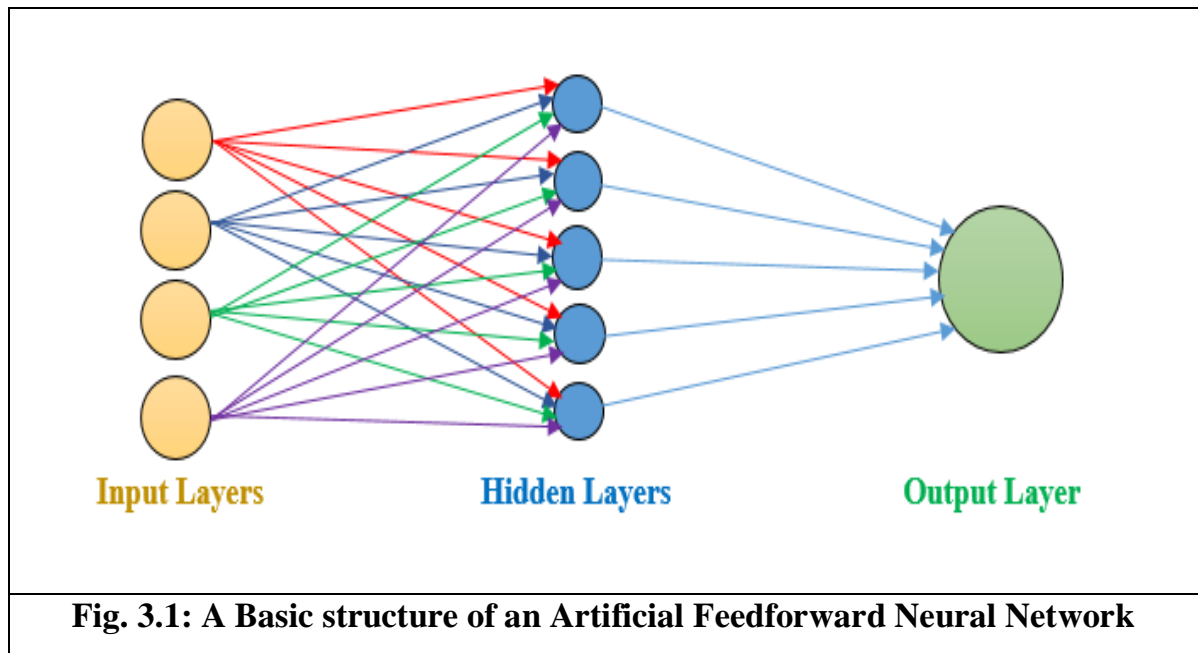 Input Layers
Hidden Layers
Output Layer
Fig. 3.1: A Basic structure of an Artificial Feedforward Neural Network